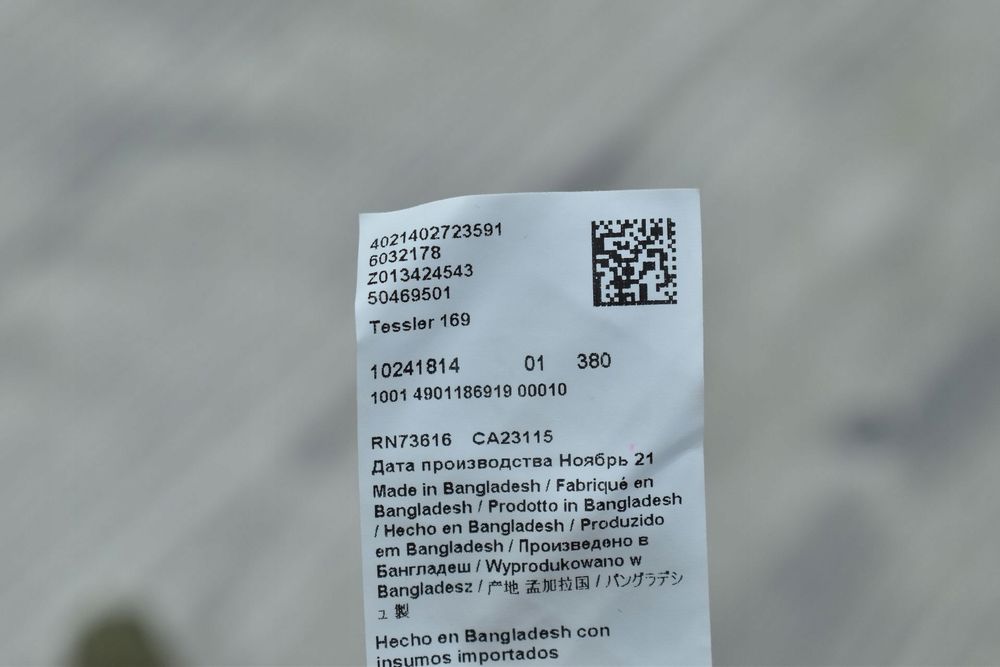 4021402723591
6032178
Z013424543
50469501
Tessler 169
10241814 01 380
1001 4901186919 00010
RN73616 CA23115
Дата производства Ноябрь 21
Made in Bangladesh / Fabriqué en
Bangladesh / Prodotto in Bangladesh
/ Hecho en Bangladesh / Produzido
em Bangladesh / Произведено в
Бангладеш / Wyprodukowano w
Bangladesz / 产地 孟加拉国 / バングラデシ
ュ 製
Hecho en Bangladesh con
insumos importados